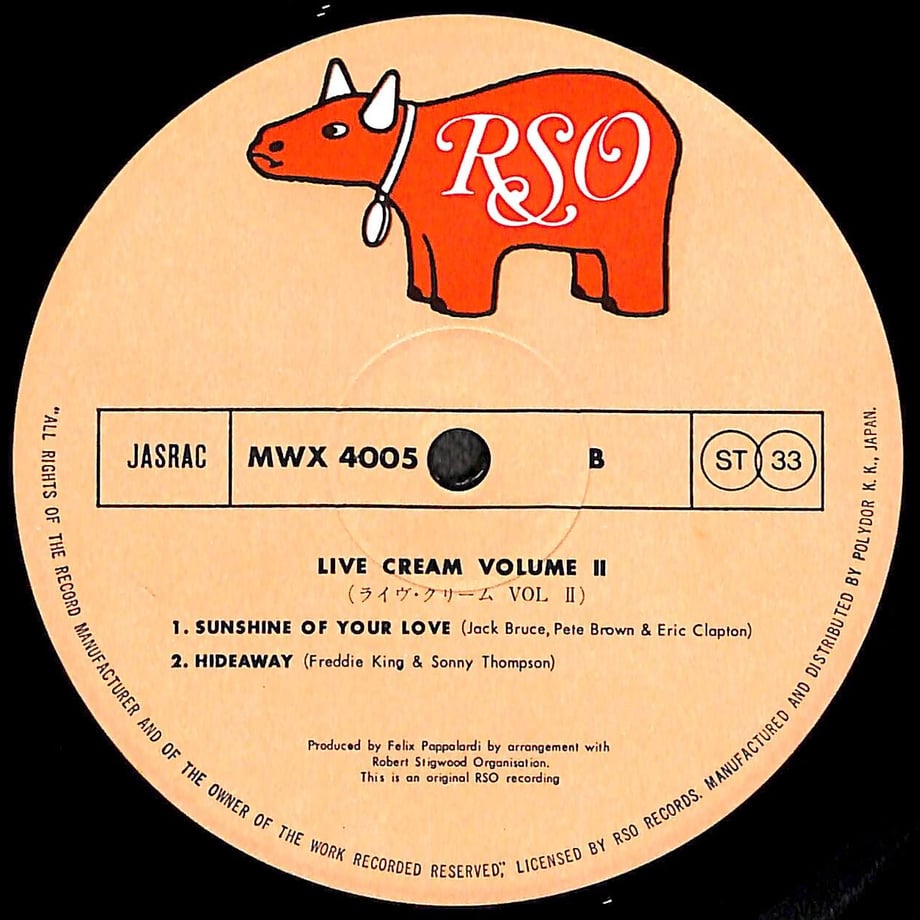 RSO
JASRAC
MWX 4005
B
ST 33
LIVE CREAM VOLUME II
(ライヴ・クリーム VOL II)
1. SUNSHINE OF YOUR LOVE (Jack Bruce, Pete Brown & Eric Clapton)
2. HIDEAWAY (Freddie King & Sonny Thompson)
Produced by Felix Pappalardi by arrangement with
Robert Stigwood Organisation.
This is an original RSO recording
"ALL RIGHTS OF THE RECORD MANUFACTURER AND OF THE OWNER OF THE WORK RECORDED RESERVED", LICENSED BY RSO RECORDS. MANUFACTURED AND DISTRIBUTED BY POLYDOR K. K., JAPAN.